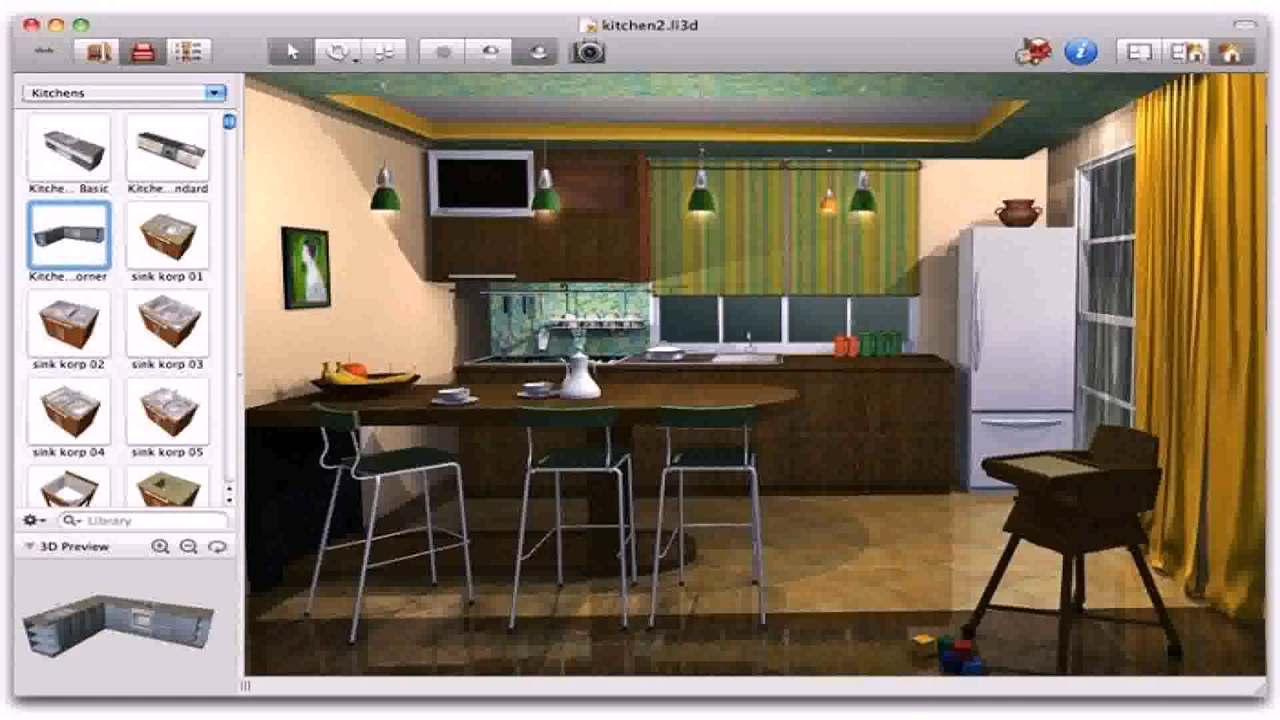 kitchen2.li3d
Kitchens
Kitche... Basic
Kitche...ndard
Kitche...orner
sink korp 01
sink korp 02
sink korp 03
sink korp 04
sink korp 05
Library
3D Preview